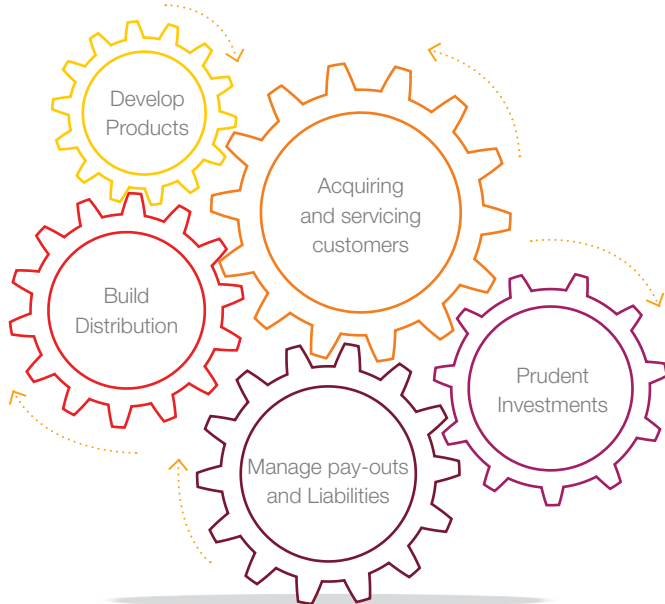 Develop
Products
Acquiring
and servicing
customers
Build
Distribution
Prudent
Investments
Manage pay-outs
and Liabilities